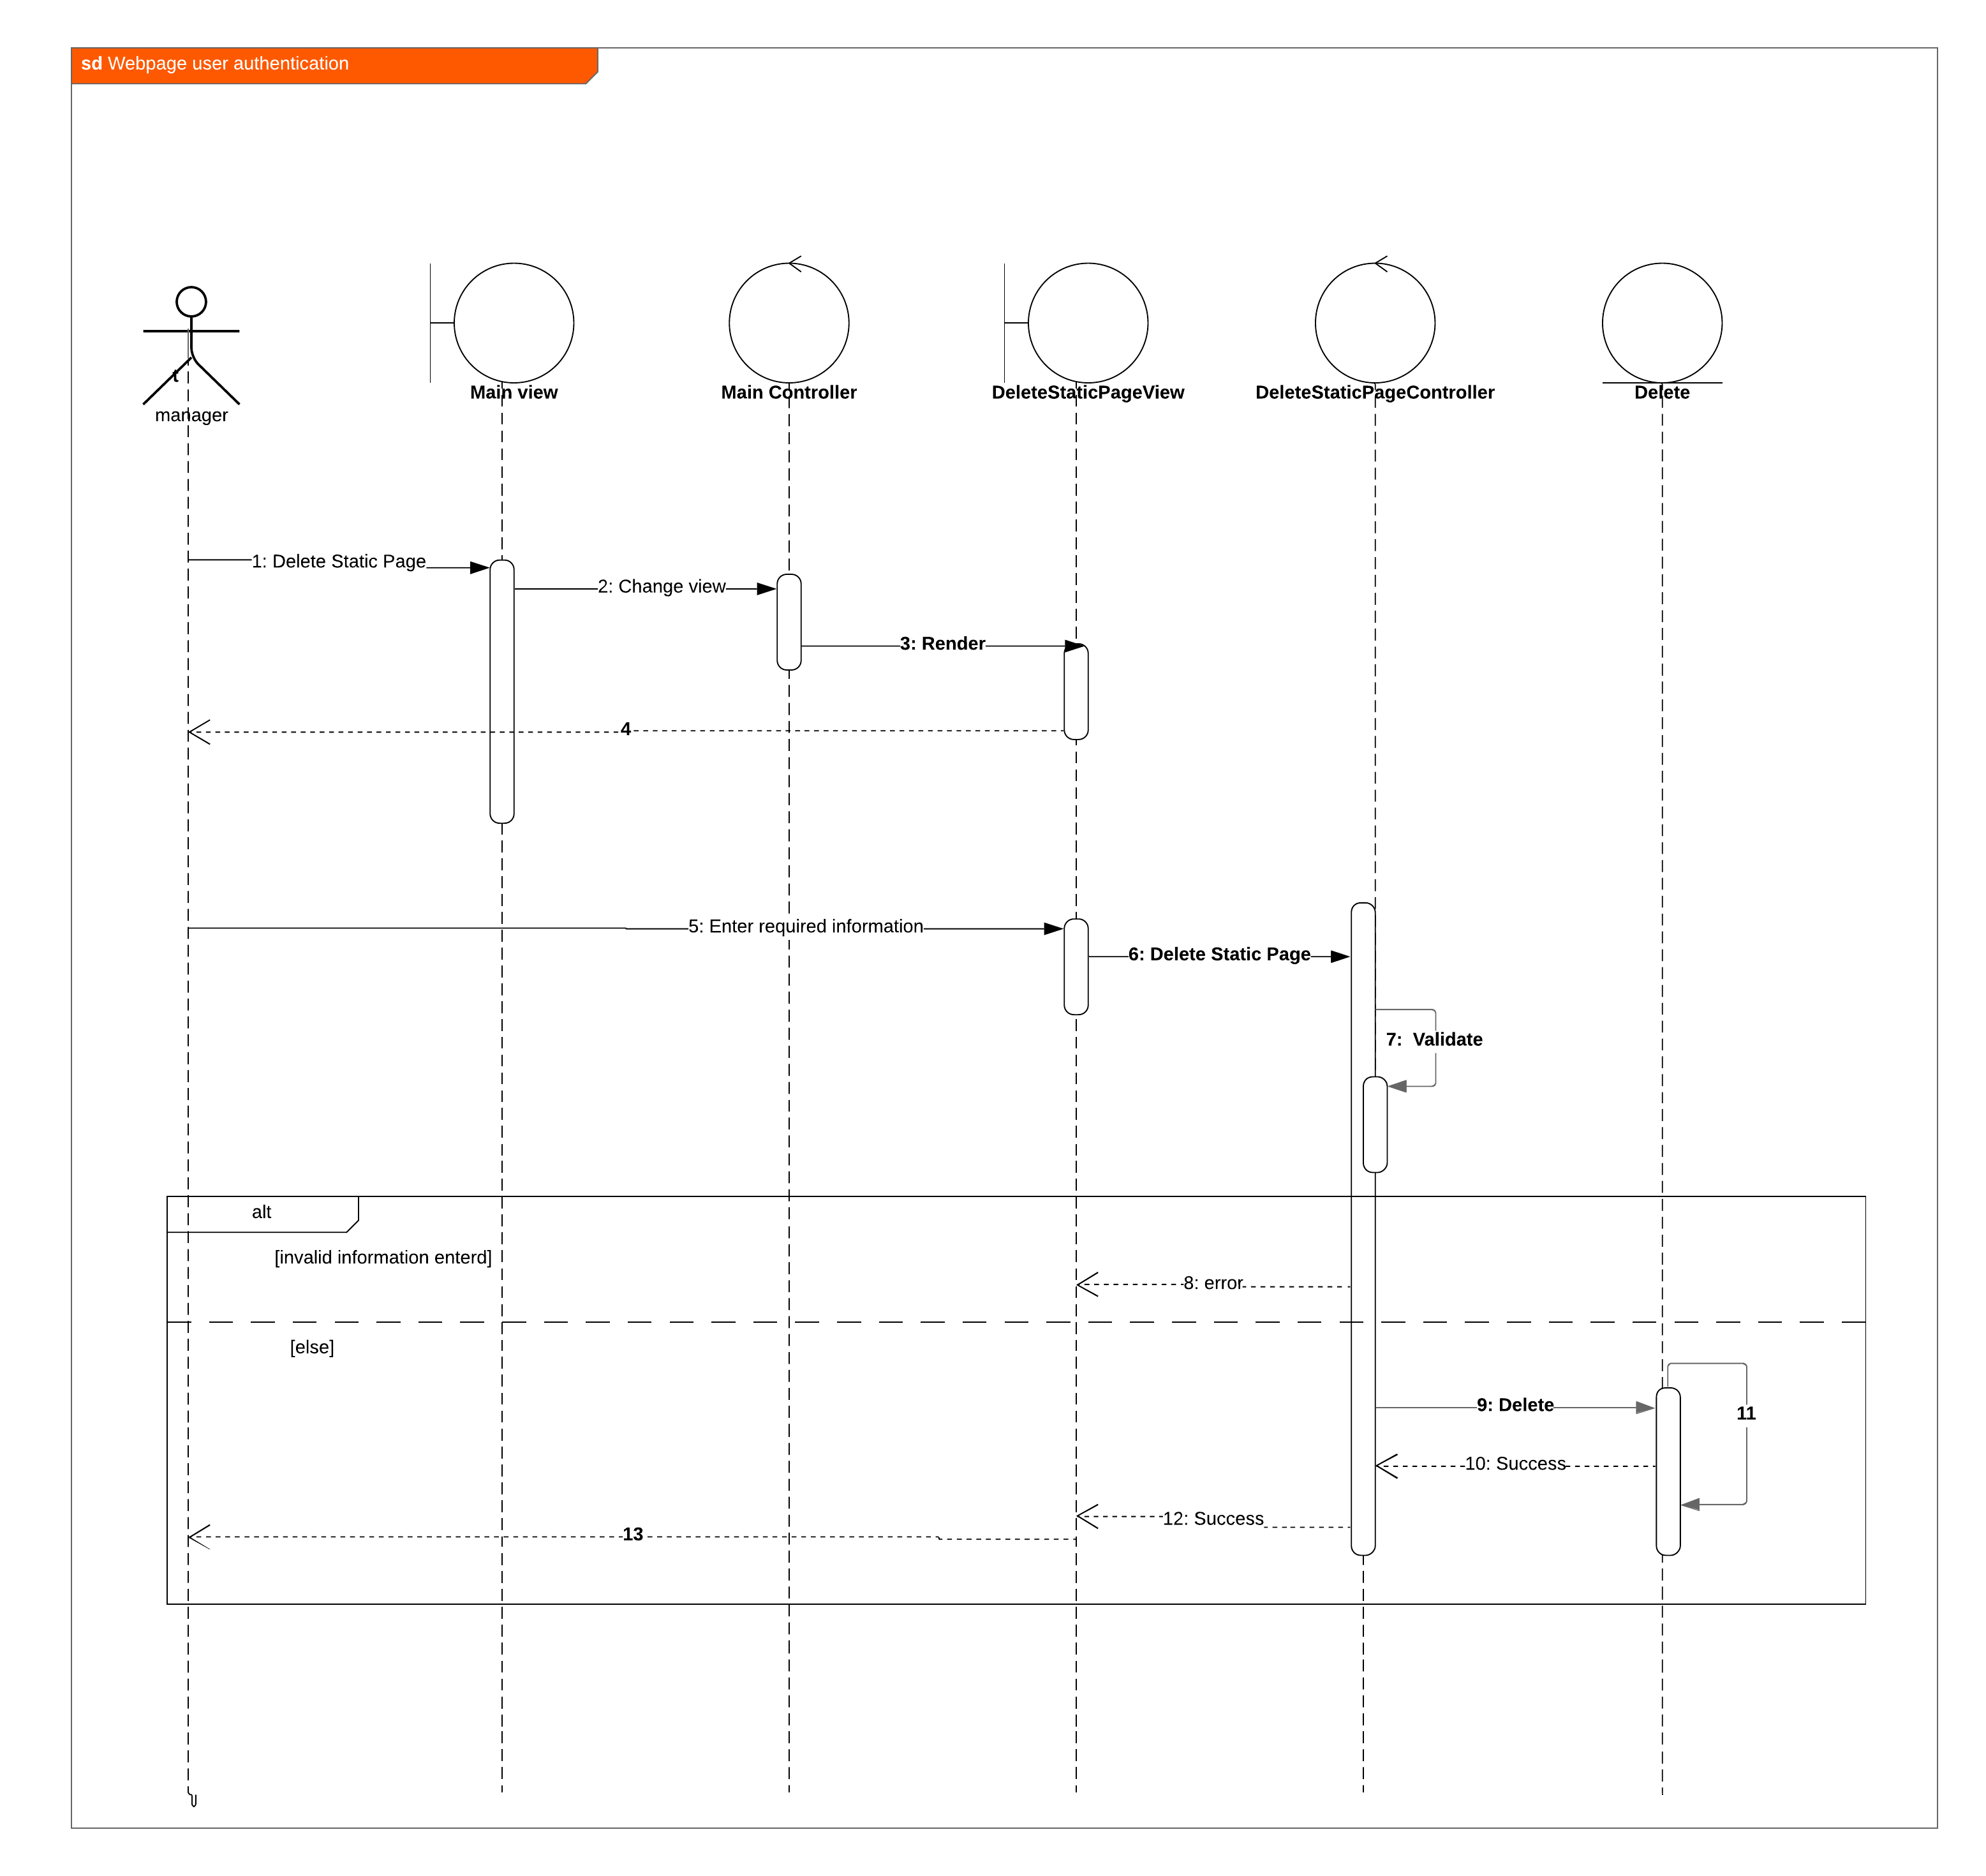 sd Webpage user authentication
t
manager
Main view
Main Controller
DeleteStaticPageView
DeleteStaticPageController
Delete
1: Delete Static Page
2: Change view
3: Render
4
5: Enter required information
6: Delete Static Page
7:  Validate
alt
[invalid information enterd]
8: error
[else]
9: Delete
11
10: Success
12: Success
13